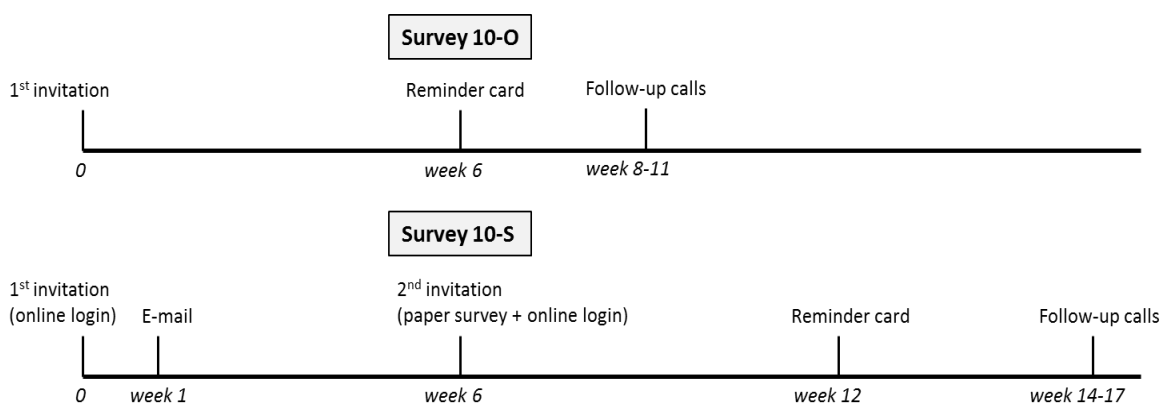 Survey 10-O
1st invitation
Reminder card
Follow-up calls
0
week 6
week 8-11
Survey 10-S
1st invitation
(online login)
E-mail
2nd invitation
(paper survey + online login)
Reminder card
Follow-up calls
0
week 1
week 6
week 12
week 14-17